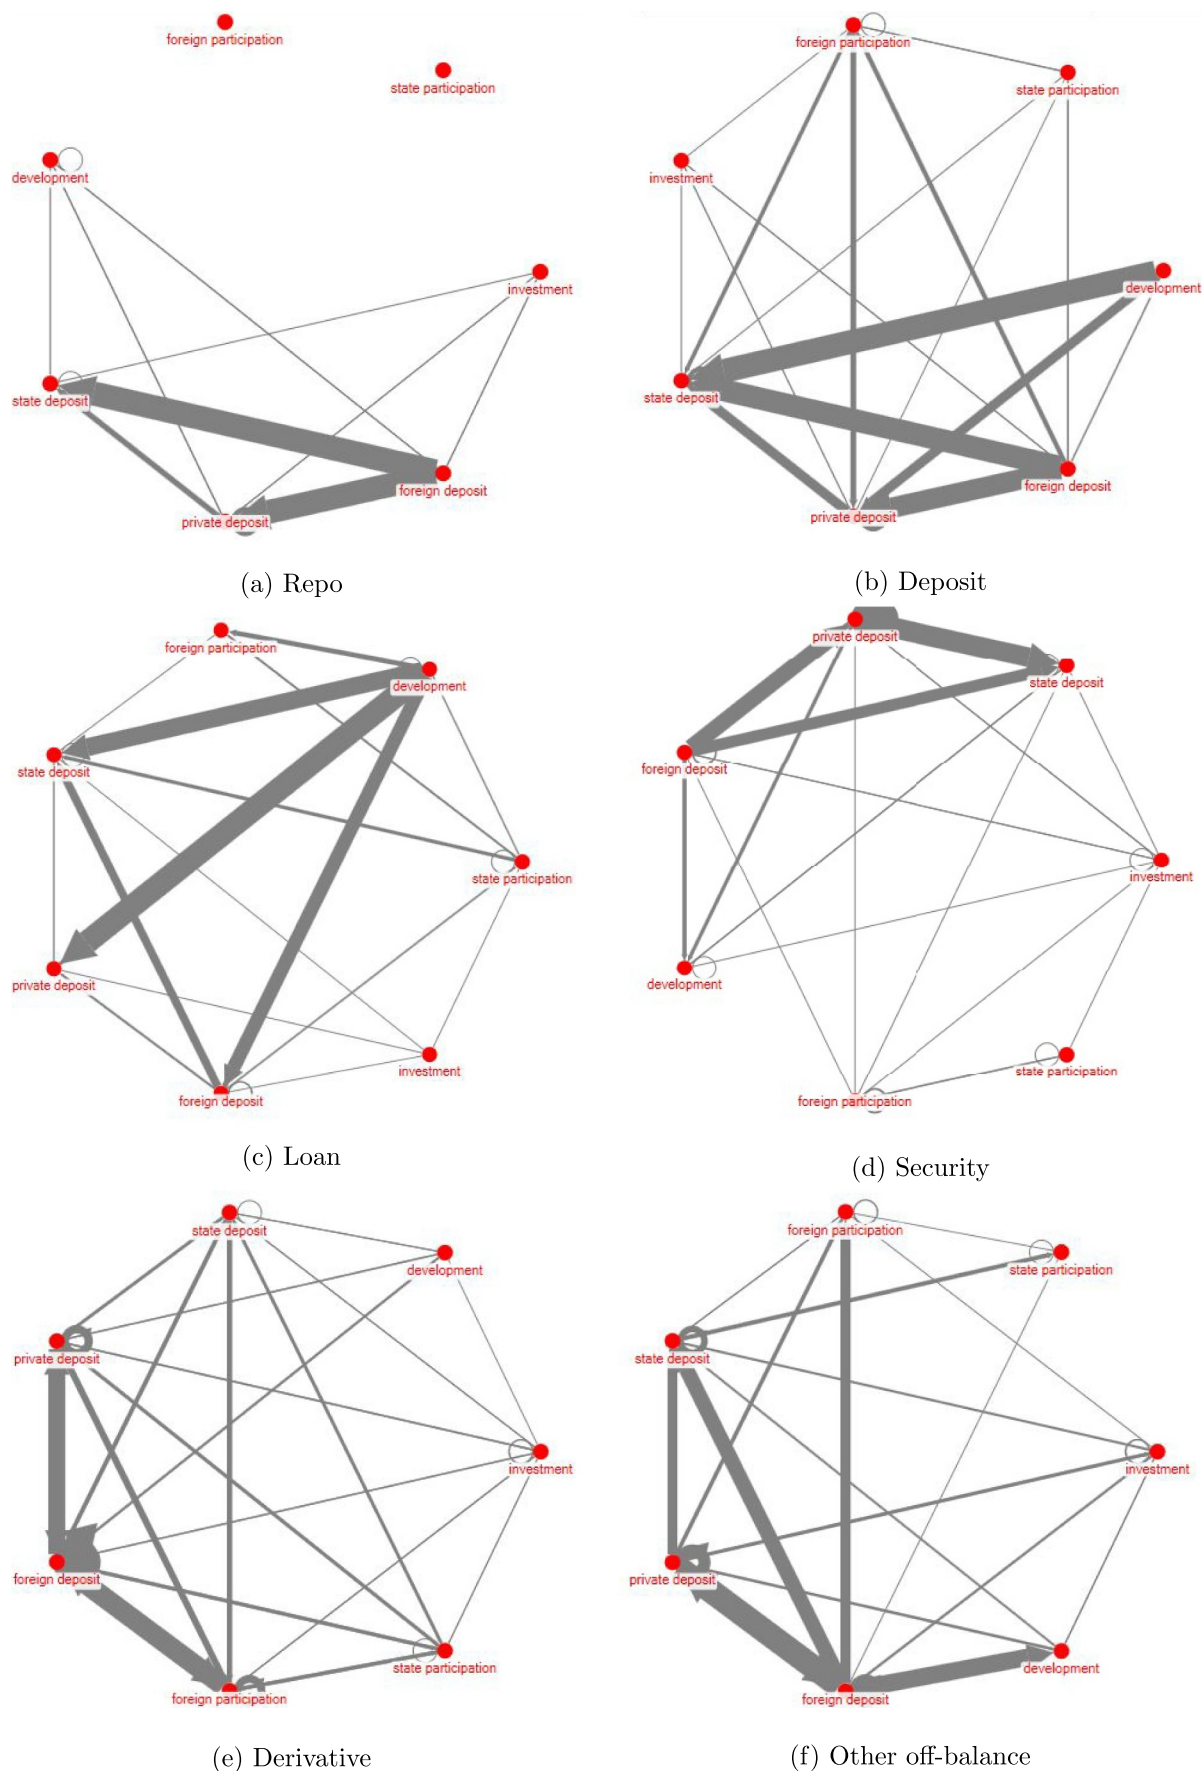 foreign participation
state participation
development
investment
state deposit
foreign deposit
private deposit
(a) Repo
foreign participation
state participation
investment
development
state deposit
foreign deposit
private deposit
(b) Deposit
foreign participation
development
state deposit
state participation
private deposit
investment
foreign deposit
(c) Loan
private deposit
state deposit
foreign deposit
investment
development
state participation
foreign participation
(d) Security
state deposit
development
private deposit
investment
foreign deposit
state participation
foreign participation
(e) Derivative
foreign participation
state participation
state deposit
investment
private deposit
development
foreign deposit
(f) Other off-balance